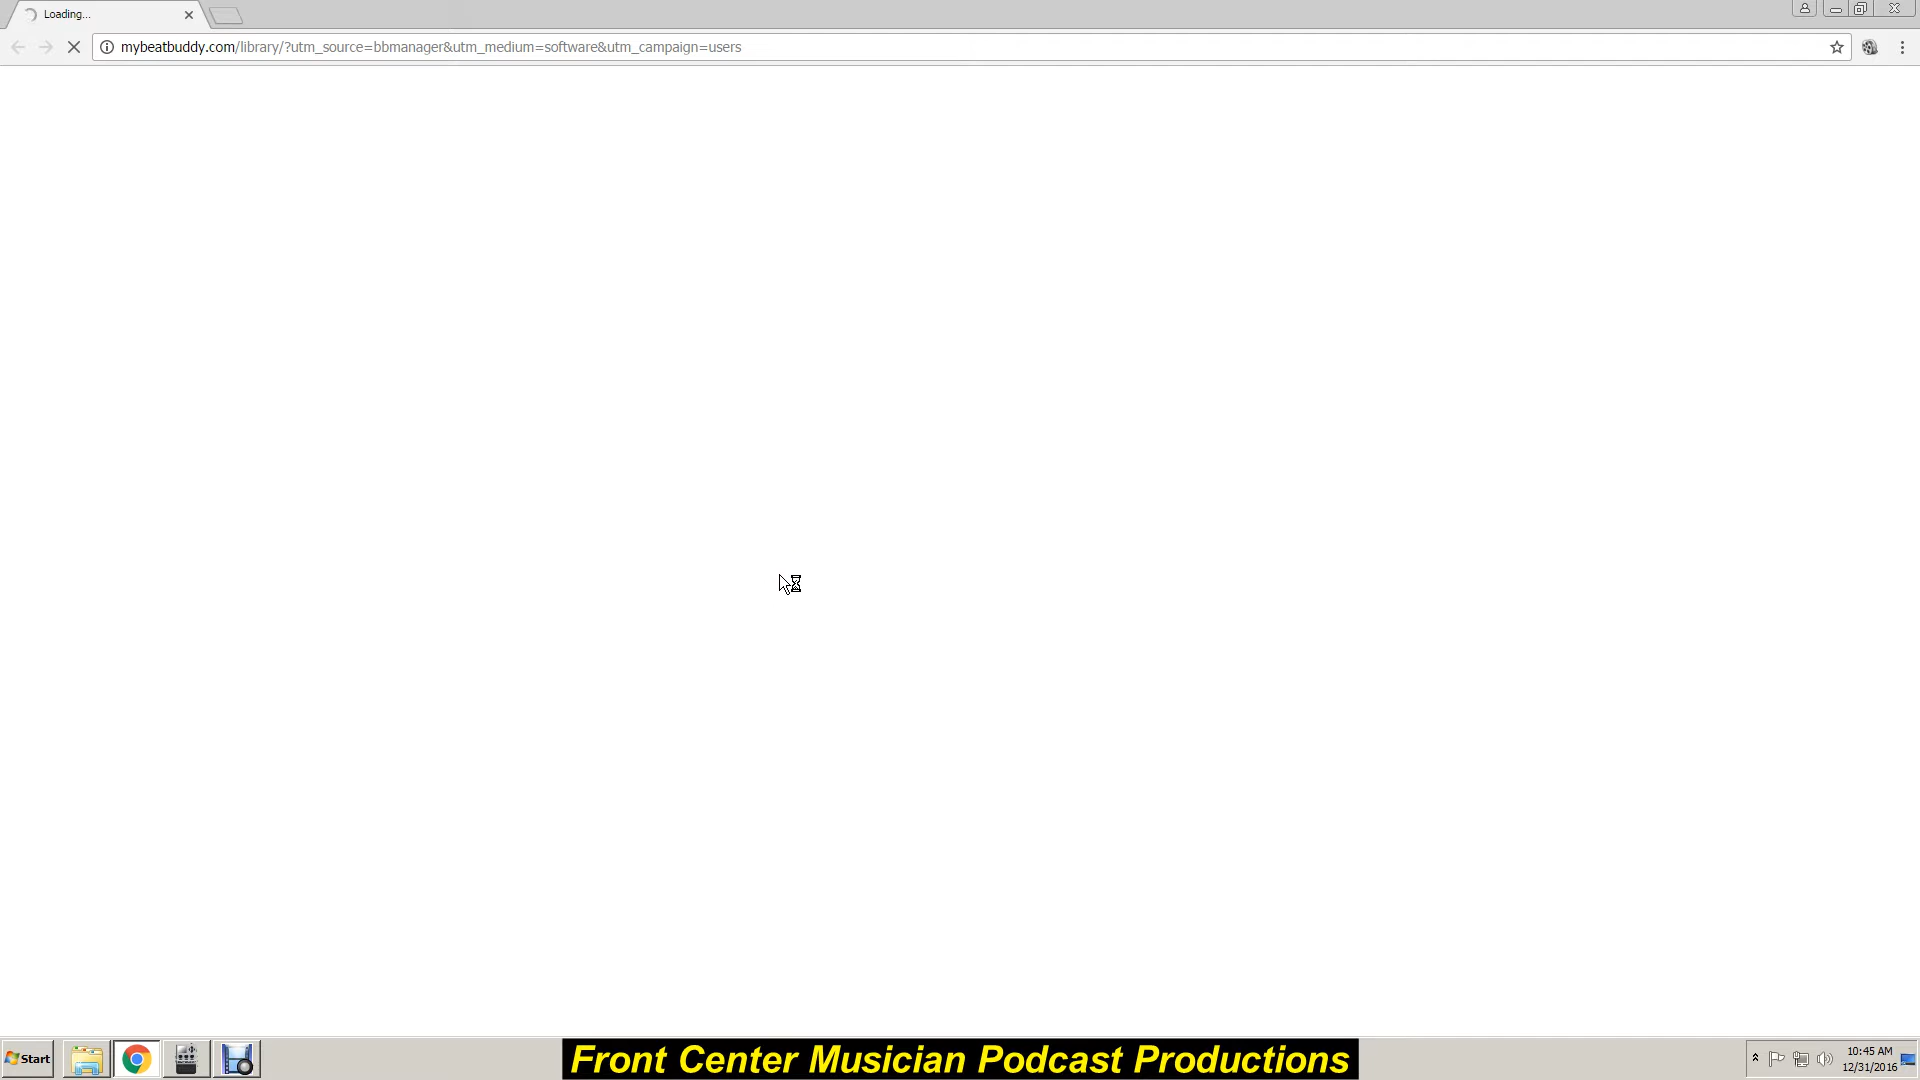 Loading...
mybeatbuddy.com/library/?utm_source=bbmanager&utm_medium=software&utm_campaign=users
Start
Front Center Musician Podcast Productions
10:45 AM
12/31/2016